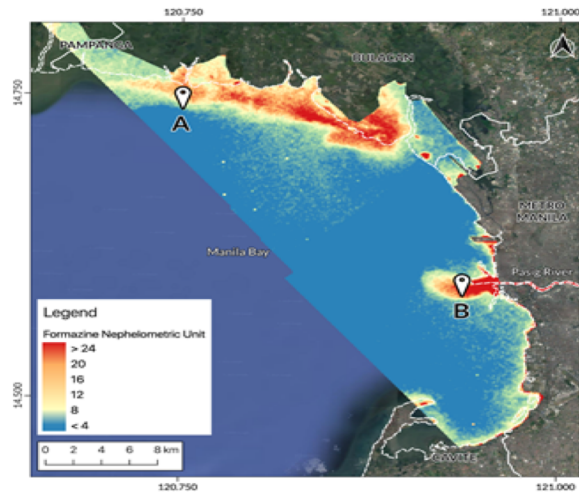 120.750
121.000
PAMPANGA
BULACAN
14.750
A
METRO
MANILA
Manila Bay
Pasig River
B
Legend
Formazine Nephelometric Unit
> 24
20
16
12
8
< 4
14.500
0 2 4 6 8 km
CAVITE
120.750
121.000